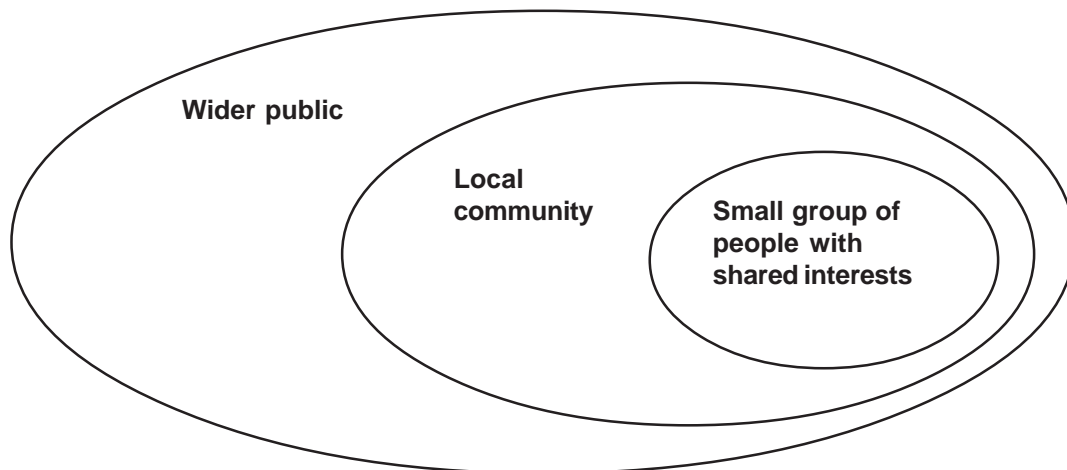 Wider public
Local
community
Small group of
people with
shared interests